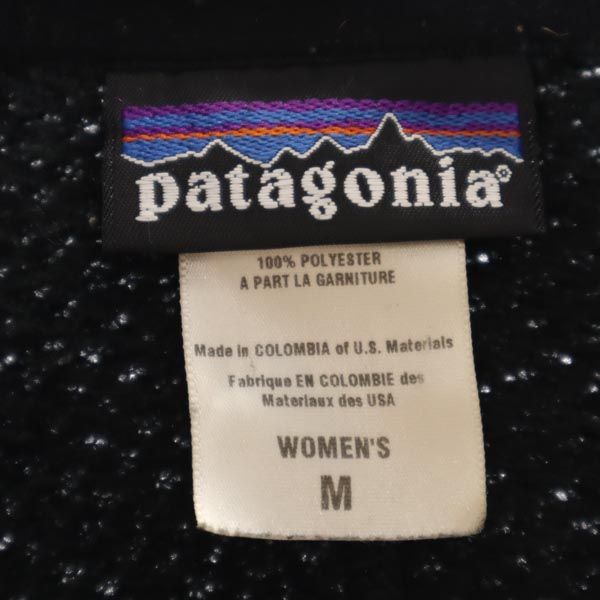 patagonia®
100% POLYESTER
A PART LA GARNITURE
Made in COLOMBIA of U.S. Materials
Fabrique EN COLOMBIE des
Materiaux des USA
WOMEN'S
M